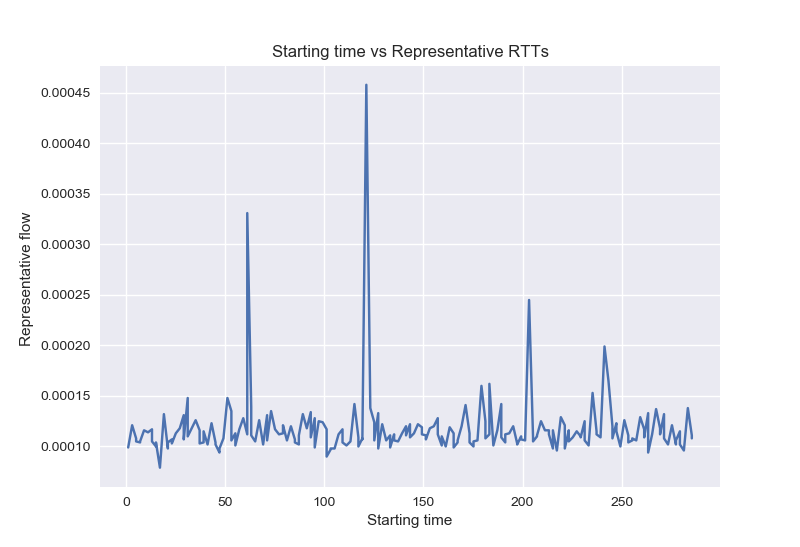 Starting time vs Representative RTTs
0.00045
0.00040
0.00035
0.00030
0.00025
0.00020
0.00015
0.00010
Representative flow
0 50 100 150 200 250
Starting time